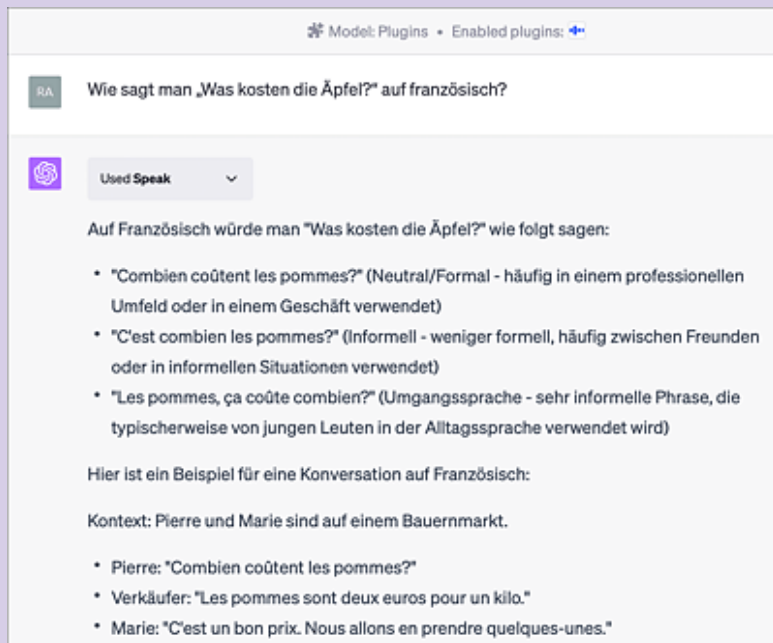 Model: Plugins • Enabled plugins:
RA
Wie sagt man „Was kosten die Äpfel?" auf französisch?
Used Speak
Auf Französisch würde man "Was kosten die Äpfel?" wie folgt sagen:
• "Combien coûtent les pommes?" (Neutral/Formal - häufig in einem professionellen
Umfeld oder in einem Geschäft verwendet)
• "C'est combien les pommes?" (Informell - weniger formell, häufig zwischen Freunden
oder in informellen Situationen verwendet)
• "Les pommes, ça coûte combien?" (Umgangssprache - sehr informelle Phrase, die
typischerweise von jungen Leuten in der Alltagssprache verwendet wird)
Hier ist ein Beispiel für eine Konversation auf Französisch:
Kontext: Pierre und Marie sind auf einem Bauernmarkt.
• Pierre: "Combien coûtent les pommes?"
• Verkäufer: "Les pommes sont deux euros pour un kilo."
• Marie: "C'est un bon prix. Nous allons en prendre quelques-unes."